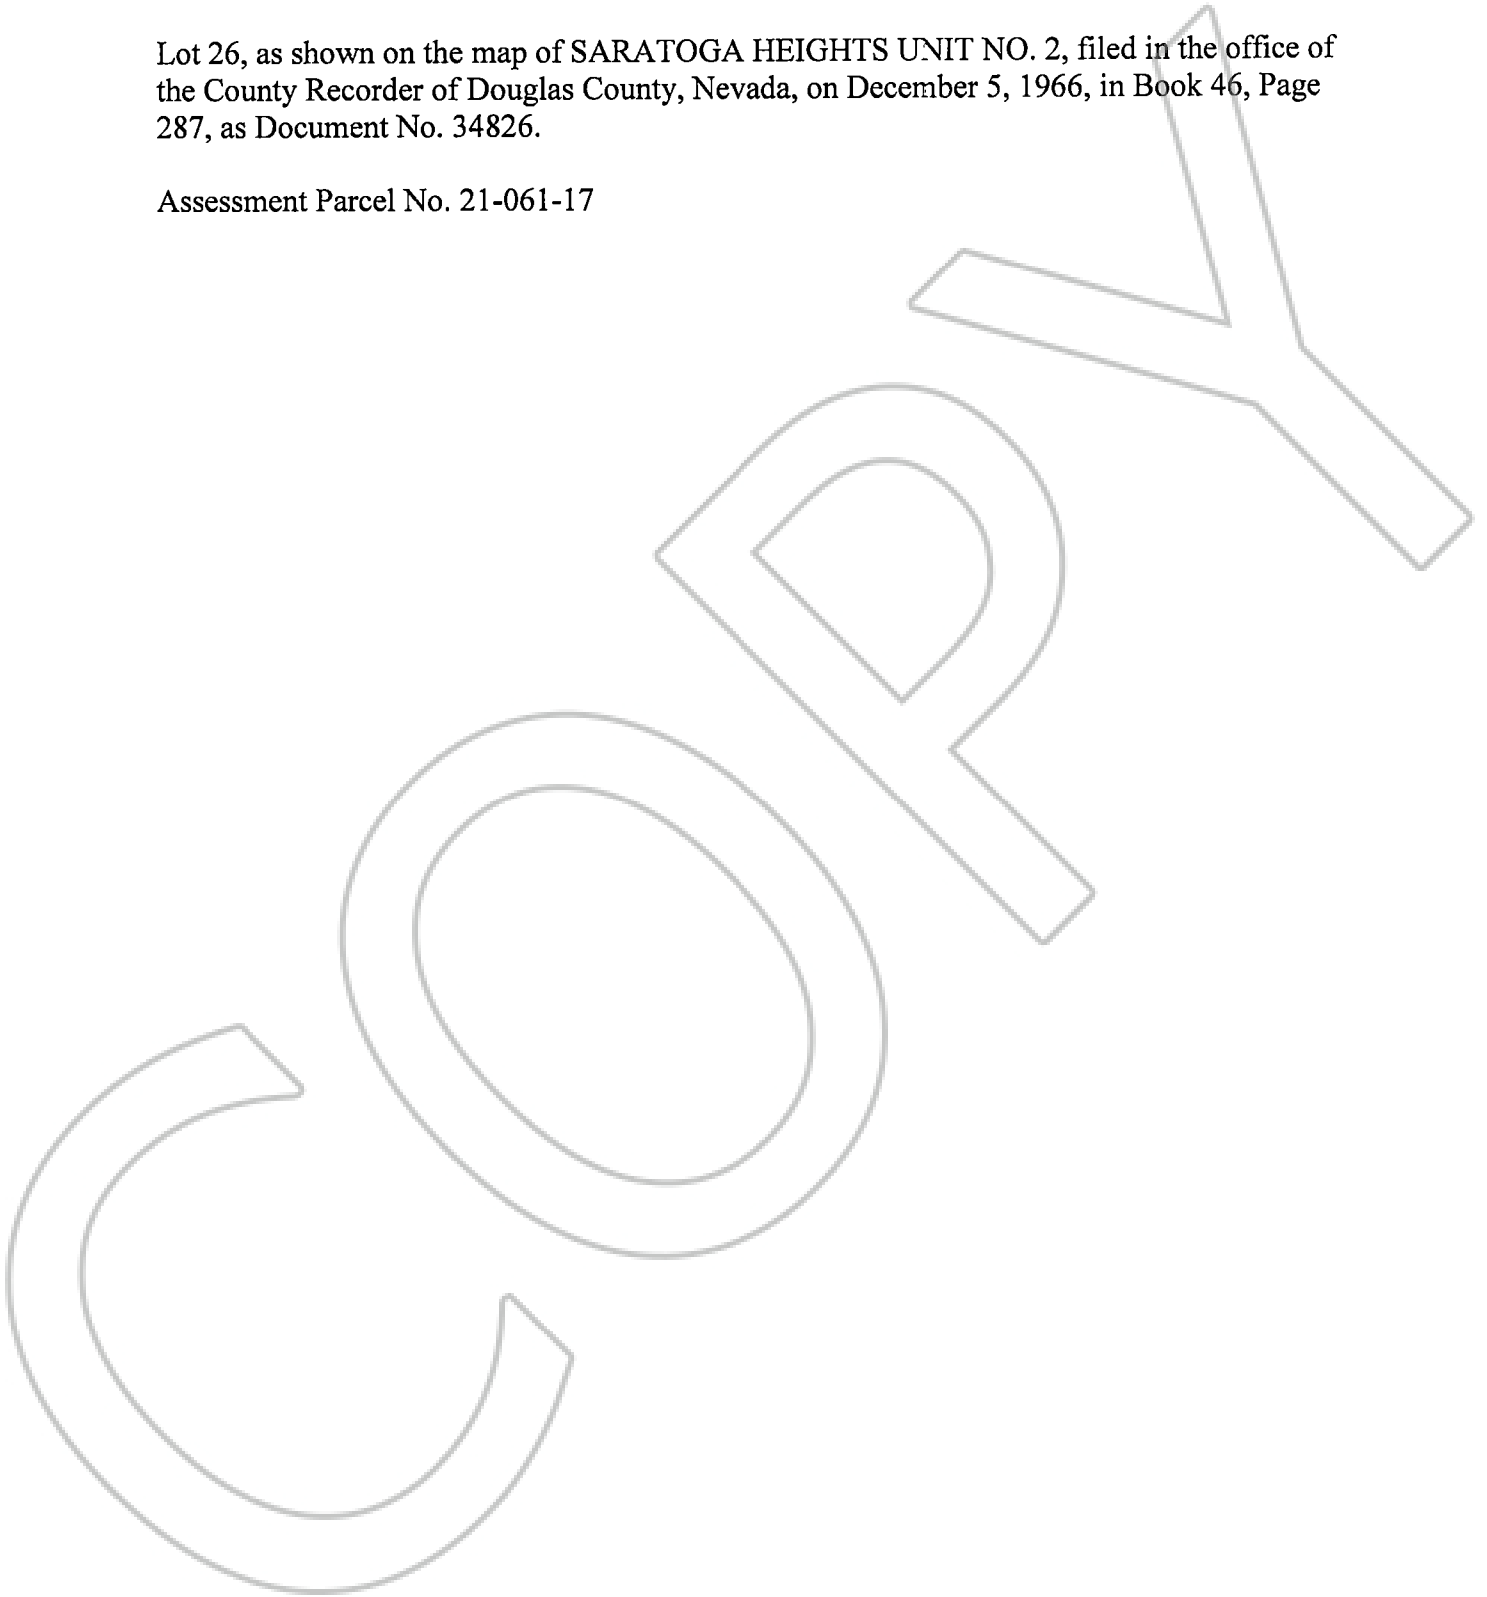 Lot 26, as shown on the map of SARATOGA HEIGHTS UNIT NO. 2, filed in the office of
the County Recorder of Douglas County, Nevada, on December 5, 1966, in Book 46, Page
287, as Document No. 34826.
Assessment Parcel No. 21-061-17
COPY